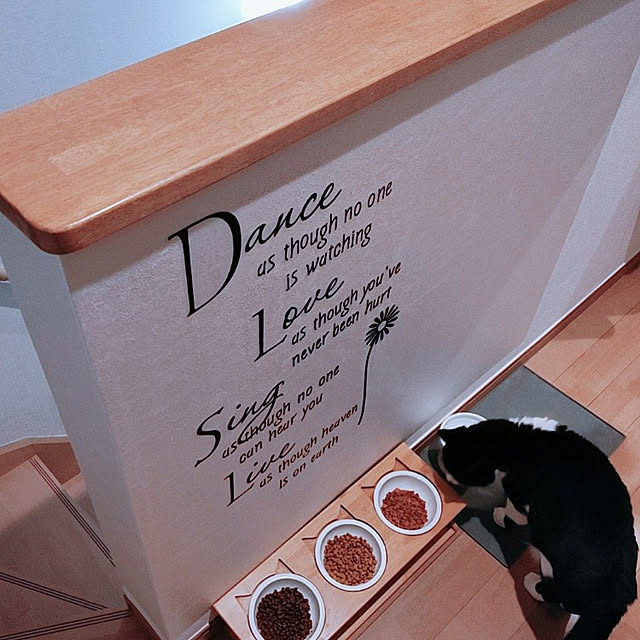 Dance
as though no one
is watching
Love
as though you've
never been hurt
Sing
as though no one
can hear you
Live
as though heaven
is on earth